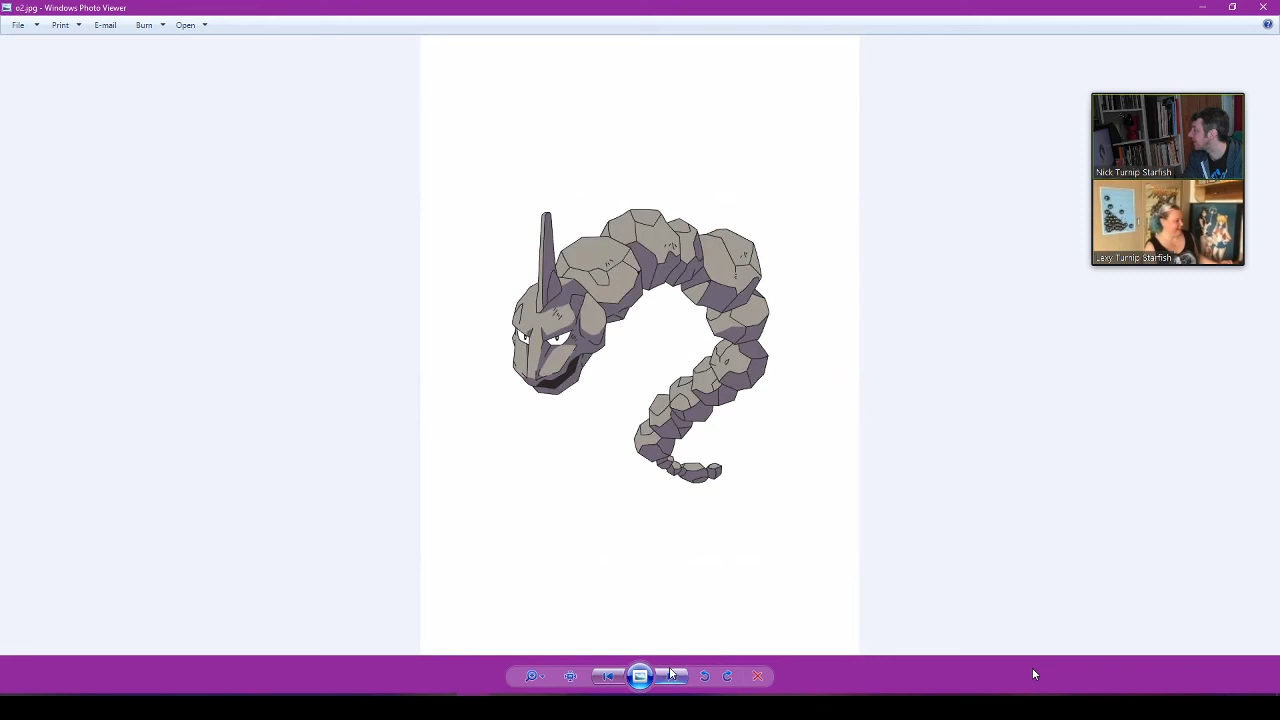 o2.jpg - Windows Photo Viewer
File Print E-mail Burn Open
Nick Turnip Starfish
Lexy Turnip Starfish